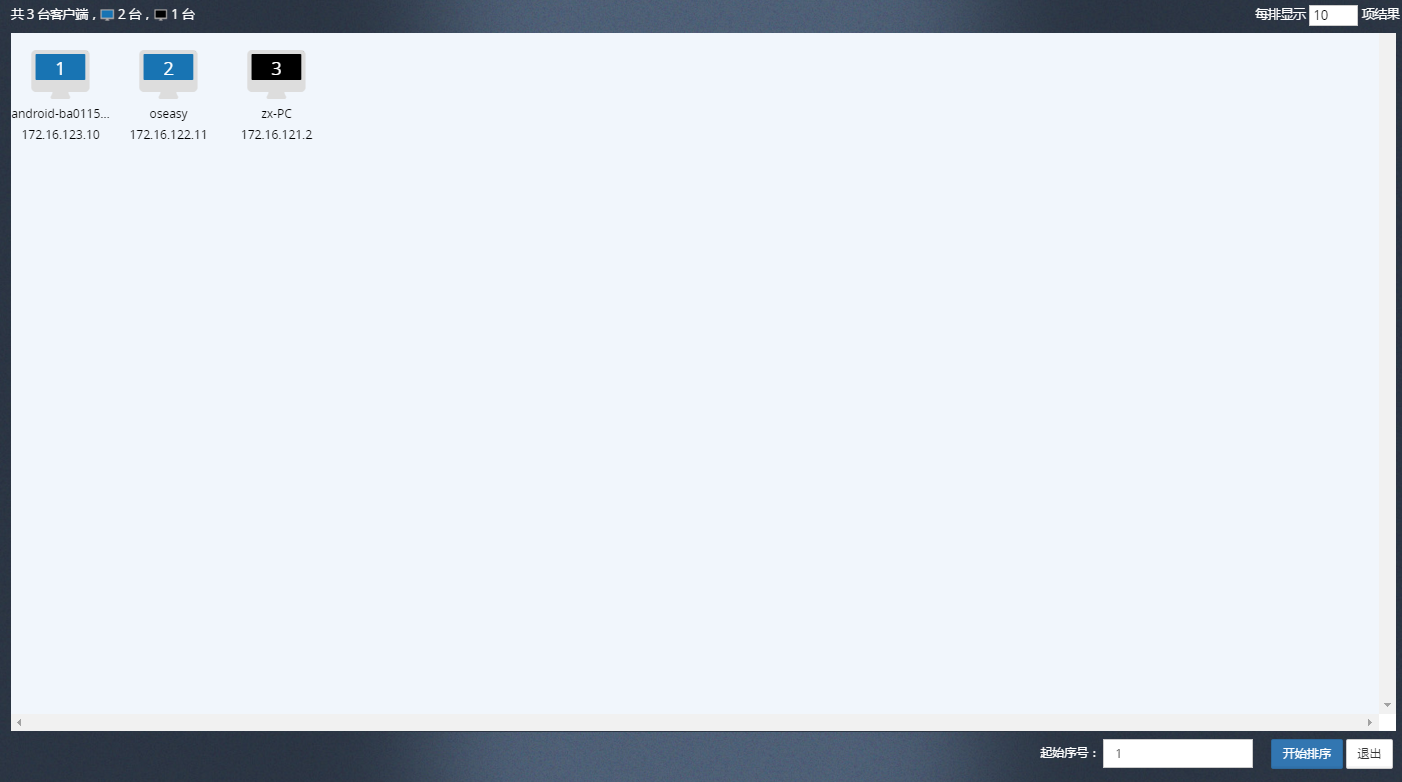 共 3 台客户端 , 2 台 , 1 台
每排显示 10 项结果
1 2 3
android-ba0115... oseasy zx-PC
172.16.123.10 172.16.122.11 172.16.121.2
起始序号： 1 开始排序 退出